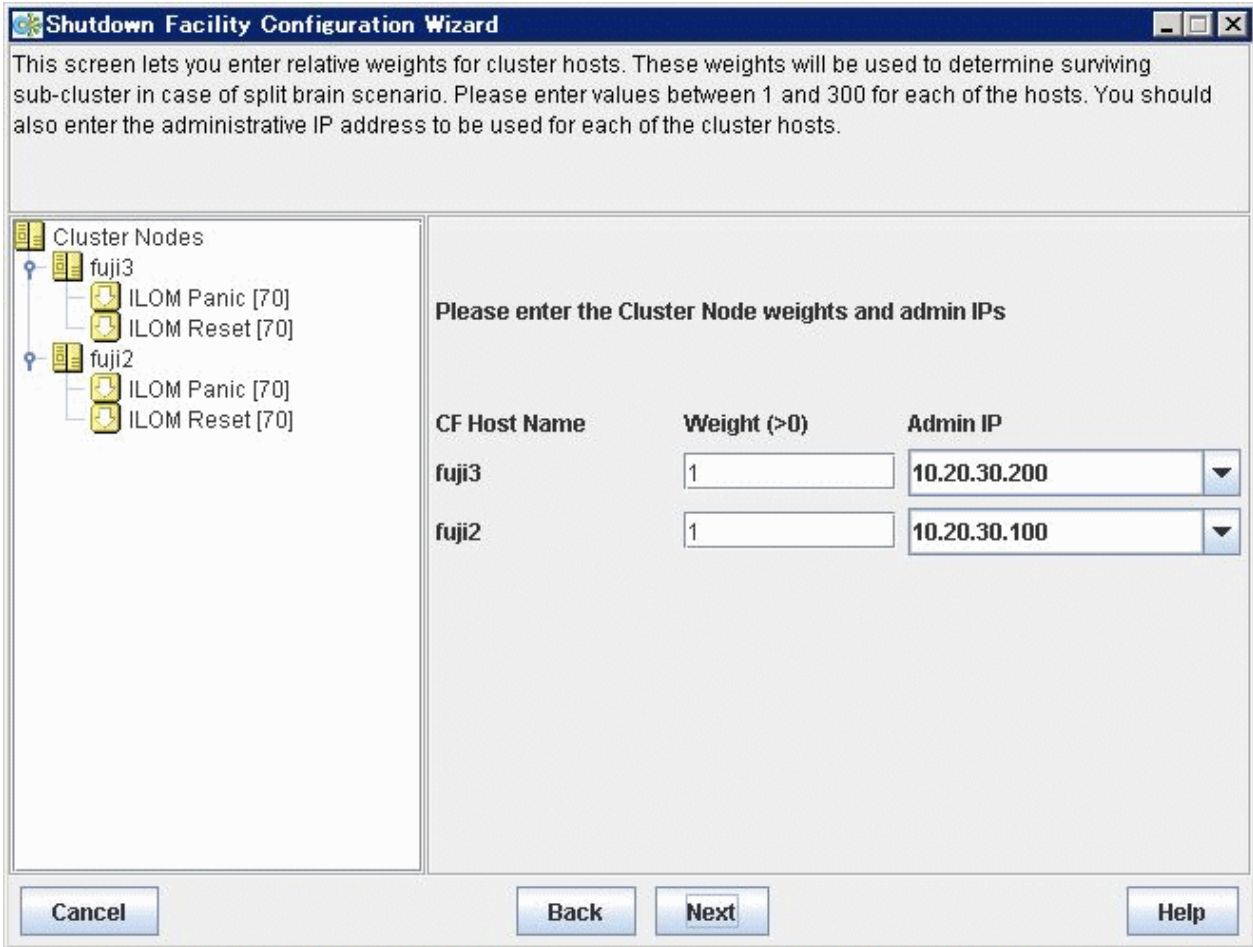 Shutdown Facility Configuration Wizard
This screen lets you enter relative weights for cluster hosts. These weights will be used to determine surviving
sub-cluster in case of split brain scenario. Please enter values between 1 and 300 for each of the hosts. You should
also enter the administrative IP address to be used for each of the cluster hosts.
Cluster Nodes
fuji3
ILOM Panic [70]
ILOM Reset [70]
fuji2
ILOM Panic [70]
ILOM Reset [70]
Please enter the Cluster Node weights and admin IPs
CF Host Name Weight (>0) Admin IP
fuji3 1 10.20.30.200
fuji2 1 10.20.30.100
Cancel Back Next Help